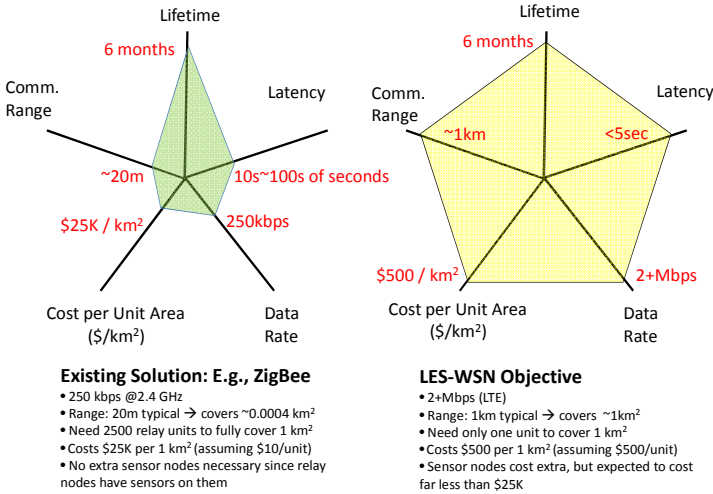 Lifetime
6 months
Comm.
Range
Latency
~20m
10s~100s of seconds
$25K / km²
250kbps
Cost per Unit Area
($/km²)
Data
Rate
Existing Solution: E.g., ZigBee
• 250 kbps @2.4 GHz
• Range: 20m typical → covers ~0.0004 km²
• Need 2500 relay units to fully cover 1 km²
• Costs $25K per 1 km² (assuming $10/unit)
• No extra sensor nodes necessary since relay
nodes have sensors on them
Lifetime
6 months
Comm.
Range
Latency
~1km
<5sec
$500 / km²
2+Mbps
Cost per Unit Area
($/km²)
Data
Rate
LES-WSN Objective
• 2+Mbps (LTE)
• Range: 1km typical → covers ~1km²
• Need only one unit to cover 1 km²
• Costs $500 per 1 km² (assuming $500/unit)
• Sensor nodes cost extra, but expected to cost
far less than $25K